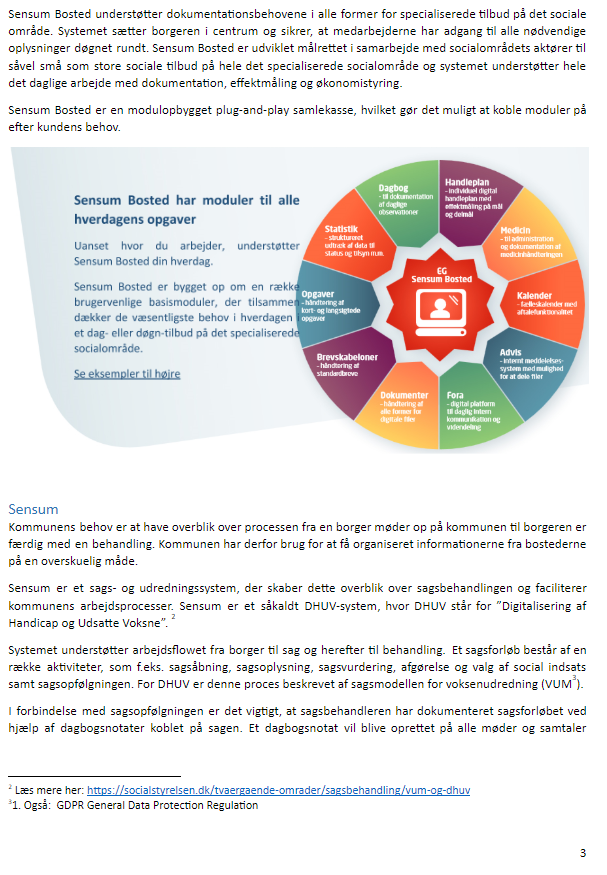 Sensum Bosted understøtter dokumentationsbehovene i alle former for specialiserede tilbud på det sociale
område. Systemet sætter borgeren i centrum og sikrer, at medarbejderne har adgang til alle nødvendige
oplysninger døgnet rundt. Sensum Bosted er udviklet målrettet i samarbejde med socialområdets aktører til
såvel små som store sociale tilbud på hele det specialiserede socialområde og systemet understøtter hele
det daglige arbejde med dokumentation, effektmåling og økonomistyring.
Sensum Bosted er en modulopbygget plug-and-play samlekasse, hvilket gør det muligt at koble moduler på
efter kundens behov.
Sensum Bosted har moduler til alle
hverdagens opgaver
Uanset hvor du arbejder, understøtter
Sensum Bosted din hverdag.
Sensum Bosted er bygget op om en række
brugervenlige basismoduler, der tilsammen
dækker de væsentligste behov i hverdagen i
et dag- eller døgn-tilbud på det specialiserede
socialområde.
Se eksempler til højre
EG
Sensum Bosted
Handleplan
- individuel digital
handleplan med
effektmåling på mål
og delmål
Medicin
- til administration
og dokumentation af
medicinhåndteringen
Kalender
- fælleskalender med
aftalefunktionalitet
Advis
- internt meddelelses-
system med mulighed
for at dele filer
Fora
- digital platform
til daglig intern
kommunikation og
videndeling
Dokumenter
- håndtering af
alle former for
digitale filer
Brevskabeloner
- håndtering af
standardbreve
Opgaver
- håndtering af
kort- og langsigtede
opgaver
Statistik
- struktureret
udtræk af data til
status og tilsyn m.m.
Dagbog
- til dokumentation
af daglige
observationer
Sensum
Kommunens behov er at have overblik over processen fra en borger møder op på kommunen til borgeren er
færdig med en behandling. Kommunen har derfor brug for at få organiseret informationerne fra bostederne
på en overskuelig måde.
Sensum er et sags- og udredningssystem, der skaber dette overblik over sagsbehandlingen og faciliterer
kommunens arbejdsprocesser. Sensum er et såkaldt DHUV-system, hvor DHUV står for ”Digitalisering af
Handicap og Udsatte Voksne”. 2
Systemet understøtter arbejdsflowet fra borger til sag og herefter til behandling. Et sagsforløb består af en
række aktiviteter, som f.eks. sagsåbning, sagsoplysning, sagsvurdering, afgørelse og valg af social indsats
samt sagsopfølgningen. For DHUV er denne proces beskrevet af sagsmodellen for voksenudredning (VUM3).
I forbindelse med sagsopfølgningen er det vigtigt, at sagsbehandleren har dokumenteret sagsforløbet ved
hjælp af dagbogsnotater koblet på sagen. Et dagbogsnotat vil blive oprettet på alle møder og samtaler
2 Læs mere her: https://socialstyrelsen.dk/tvaergaende-omrader/sagsbehandling/vum-og-dhuv
31. Også: GDPR General Data Protection Regulation
3